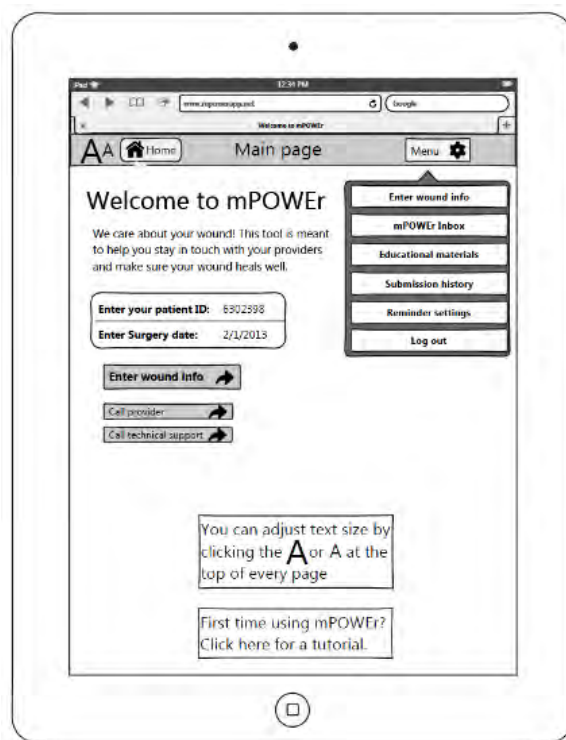 iPad
12:34 PM
www.mpowerapp.net
Google
Welcome to mPOWEr
A A Home Main page Menu
Welcome to mPOWEr
We care about your wound! This tool is meant
to help you stay in touch with your providers
and make sure your wound heals well.
Enter your patient ID: 6302398
Enter Surgery date: 2/1/2013
Enter wound info
Call provider
Call technical support
Enter wound info
mPOWEr Inbox
Educational materials
Submission history
Reminder settings
Log out
You can adjust text size by
clicking the A or A at the
top of every page
First time using mPOWEr?
Click here for a tutorial.